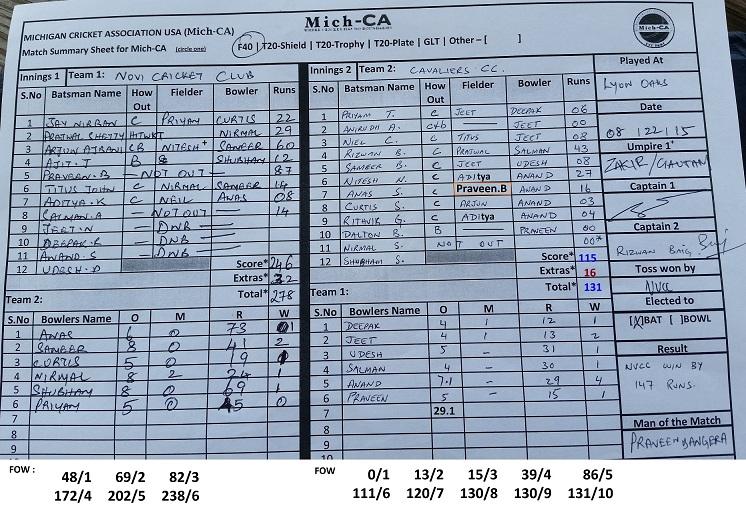 Mich-CA
MICHIGAN CRICKET ASSOCIATION USA (Mich-CA)
Match Summary Sheet for Mich-CA (circle one) F40 | T20-Shield | T20-Trophy | T20-Plate | GLT | Other – [ ]
Mich-CA
Innings 1 Team 1: NOVI CRICKET CLUB
S.No Batsman Name How Out Fielder Bowler Runs
1 JAY NIRBAN C PRIYAM CURTIS 22
2 PRAJWAL SHETTY HITWKT NIRMAL 29
3 ARJUN AJRANI CB NITESH+ SAMEER 60
4 AJIT. J B SHUBHAM 12
5 PRAVEEN. B — NOT OUT — 87
6 TITUS JOHN C NIRMAL SAMEER 14
7 ADITYA. K C NEIL ANAS 08
8 SALMAN. A — NOT OUT — 14
9 JEET. N — DNB —
10 DEEPAK. R — DNB —
11 ANAND. S — DNB —
12 UDESH. P
Score* 246
Extras* 32
Total* 278
Team 2:
S.No Bowlers Name O M R W
1 ANAS 6 0 73 1
2 SAMEER 8 0 41 2
3 CURTIS 5 0 19
4 NIRMAL 8 2 24 1
5 SHUBHAM 8 0 69 1
6 PRIYAM 5 0 45 0
7
8
9
FOW : 48/1 69/2 82/3
172/4 202/5 238/6
Innings 2 Team 2: CAVALIERS CC.
S.No Batsman Name How Out Fielder Bowler Runs
1 PRIYAM T. C JEET DEEPAK 06
2 ANIRUDH A. c+b — JEET 00
3 NIEL C. C TITUS JEET 08
4 RIZWAN B. C PRAJWAL SALMAN 43
5 SAMEER S. C JEET UDESH 08
6 NITESH N. C ADitya ANAND 27
7 ANAS S. C Praveen.B ANAND 16
8 CURTIS S. C ARJUN ANAND 03
9 RITHVIK G. C ADitya ANAND 04
10 DALTON B. B — PRAVEEN 00
11 NIRMAL S. NOT OUT 00*
12 SHUBHAM S.
Score* 115
Extras* 16
Total* 131
Team 1:
S.No Bowlers Name O M R W
1 DEEPAK 4 1 12 1
2 JEET 4 1 13 2
3 UDESH 5 – 31 1
4 SALMAN 4 – 30 1
5 ANAND 7.1 – 29 4
6 PRAVEEN 5 – 15 1
7 29.1
8
9
10
FOW 0/1 13/2 15/3 39/4 86/5
111/6 120/7 130/8 130/9 131/10
Played At
LYON OAKS
Date
08/22/15
Umpire 1
ZAKIR/GAUTAM
Captain 1
Captain 2
RIZWAN BAIG
Toss won by
NVCC
Elected to
[X]BAT [ ]BOWL
Result
NVCC WIN BY
147 RUNS.
Man of the Match
PRAVEEN BANGERA